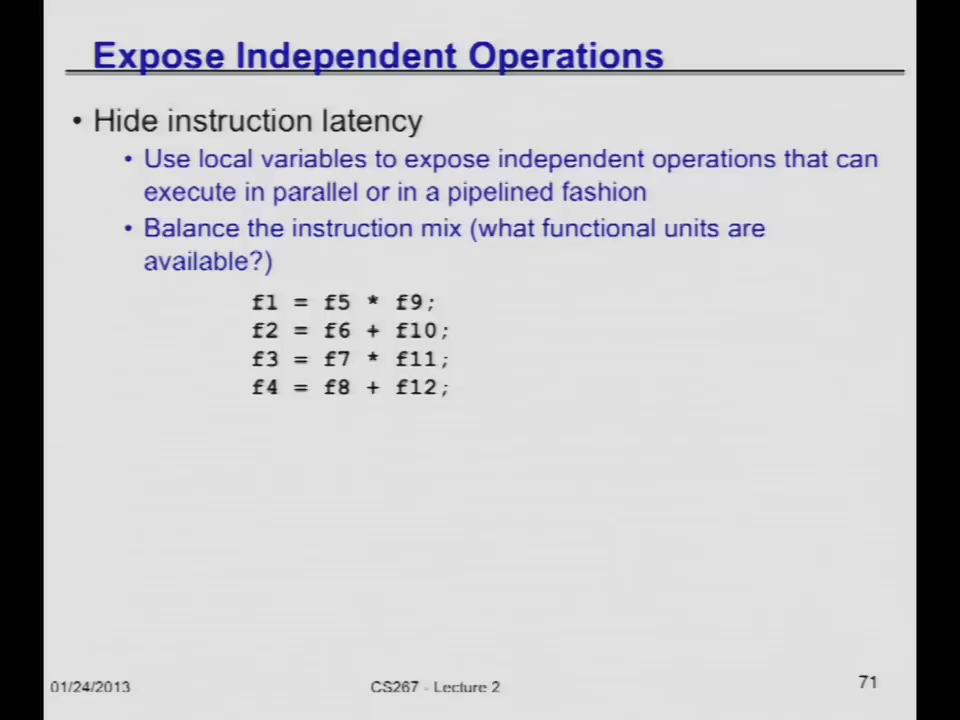 Expose Independent Operations
• Hide instruction latency
• Use local variables to expose independent operations that can
execute in parallel or in a pipelined fashion
• Balance the instruction mix (what functional units are
available?)
f1 = f5 * f9;
f2 = f6 + f10;
f3 = f7 * f11;
f4 = f8 + f12;
01/24/2013
CS267 - Lecture 2
71